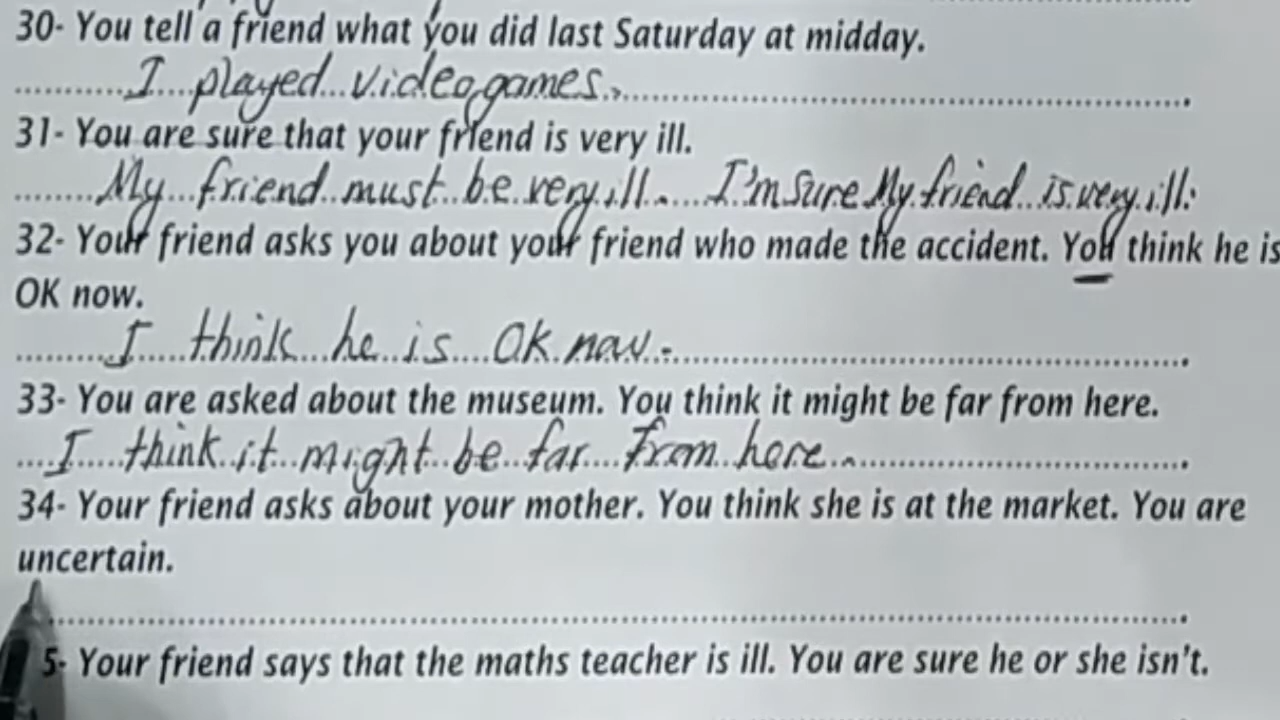 30- You tell a friend what you did last Saturday at midday.
I played video games.
31- You are sure that your friend is very ill.
My friend must be very ill. I'm sure My friend is very ill.
32- Your friend asks you about your friend who made the accident. You think he is
OK now.
I think he is OK now.
33- You are asked about the museum. You think it might be far from here.
I think it might be far from here.
34- Your friend asks about your mother. You think she is at the market. You are
uncertain.
5- Your friend says that the maths teacher is ill. You are sure he or she isn't.